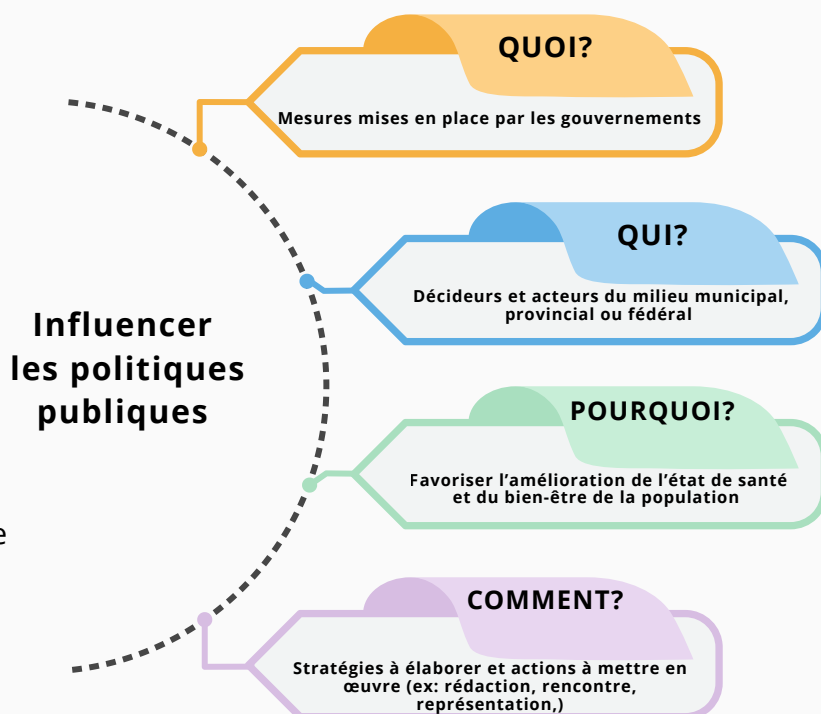 QUOI?
Mesures mises en place par les gouvernements
QUI?
Décideurs et acteurs du milieu municipal,
provincial ou fédéral
Influencer
les politiques
publiques
POURQUOI?
Favoriser l’amélioration de l’état de santé
et du bien-être de la population
e
COMMENT?
Stratégies à élaborer et actions à mettre en
œuvre (ex: rédaction, rencontre,
représentation,)